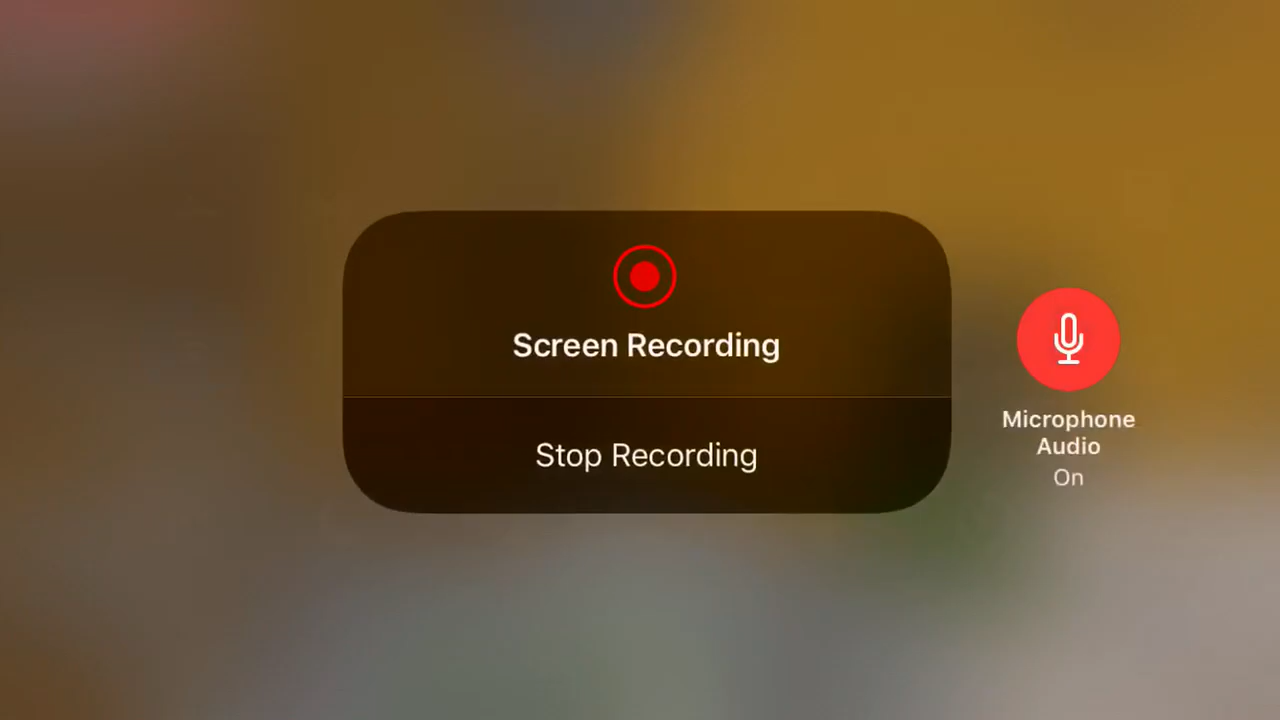 Screen Recording
Stop Recording
Microphone
Audio
On